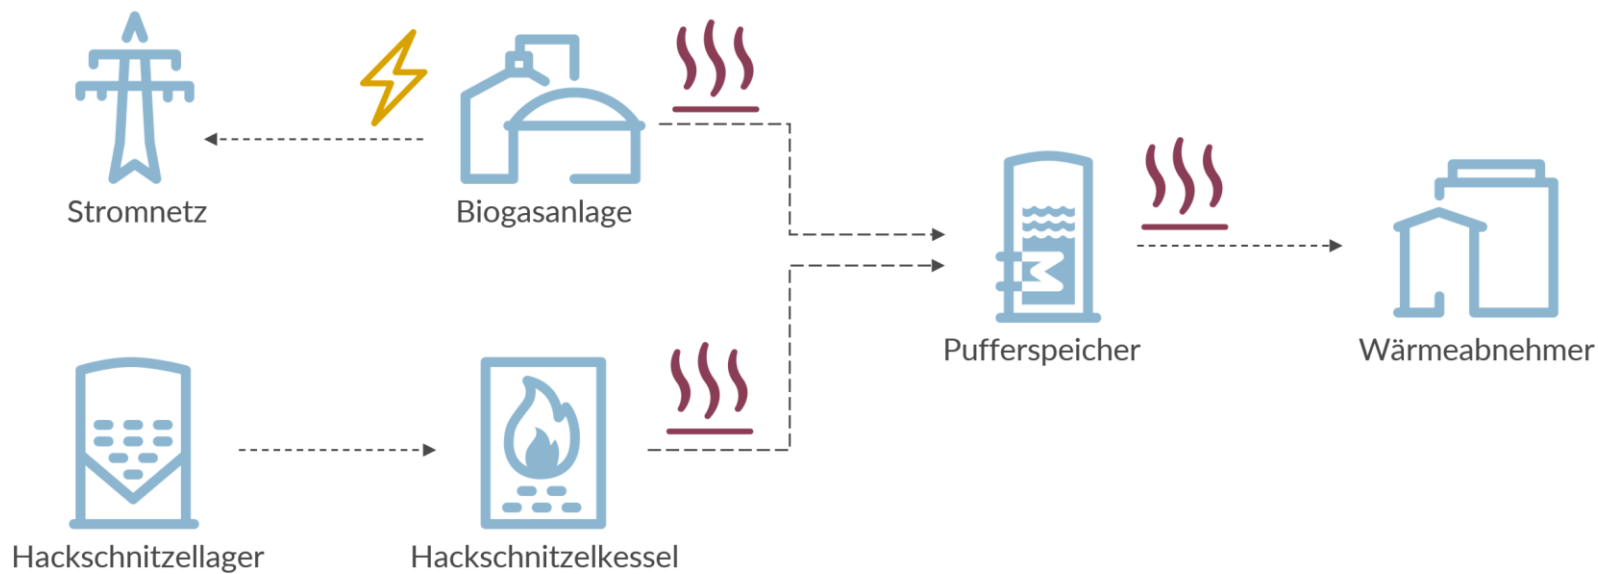 Stromnetz
Biogasanlage
Pufferspeicher
Wärmeabnehmer
Hackschnitzellager
Hackschnitzelkessel